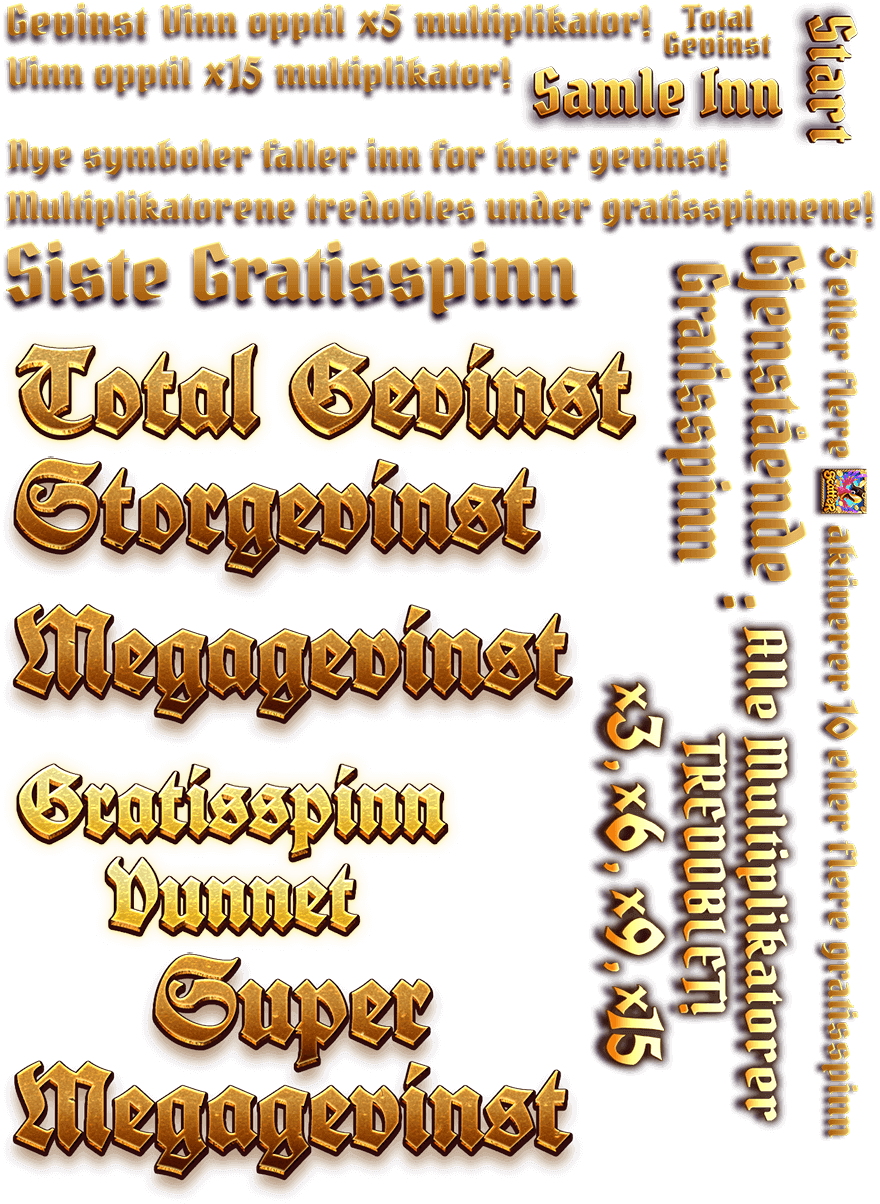 Gevinst Vinn opptil x5 multiplikator!
Total
Gevinst
Start
Vinn opptil x15 multiplikator!
Samle Inn
Nye symboler faller inn for hver gevinst!
Multiplikatorene tredobles under gratisspinnene!
Siste Gratisspinn
3 eller flere SCATTER aktiverer 10 eller flere gratisspinn
Gjenstående :
Gratisspinn
Total Gevinst
Storgevinst
Megagevinst
Alle Multiplikatorer
TREDOBLET!
x3, x6, x9, x15
Gratisspinn
Vunnet
Super
Megagevinst